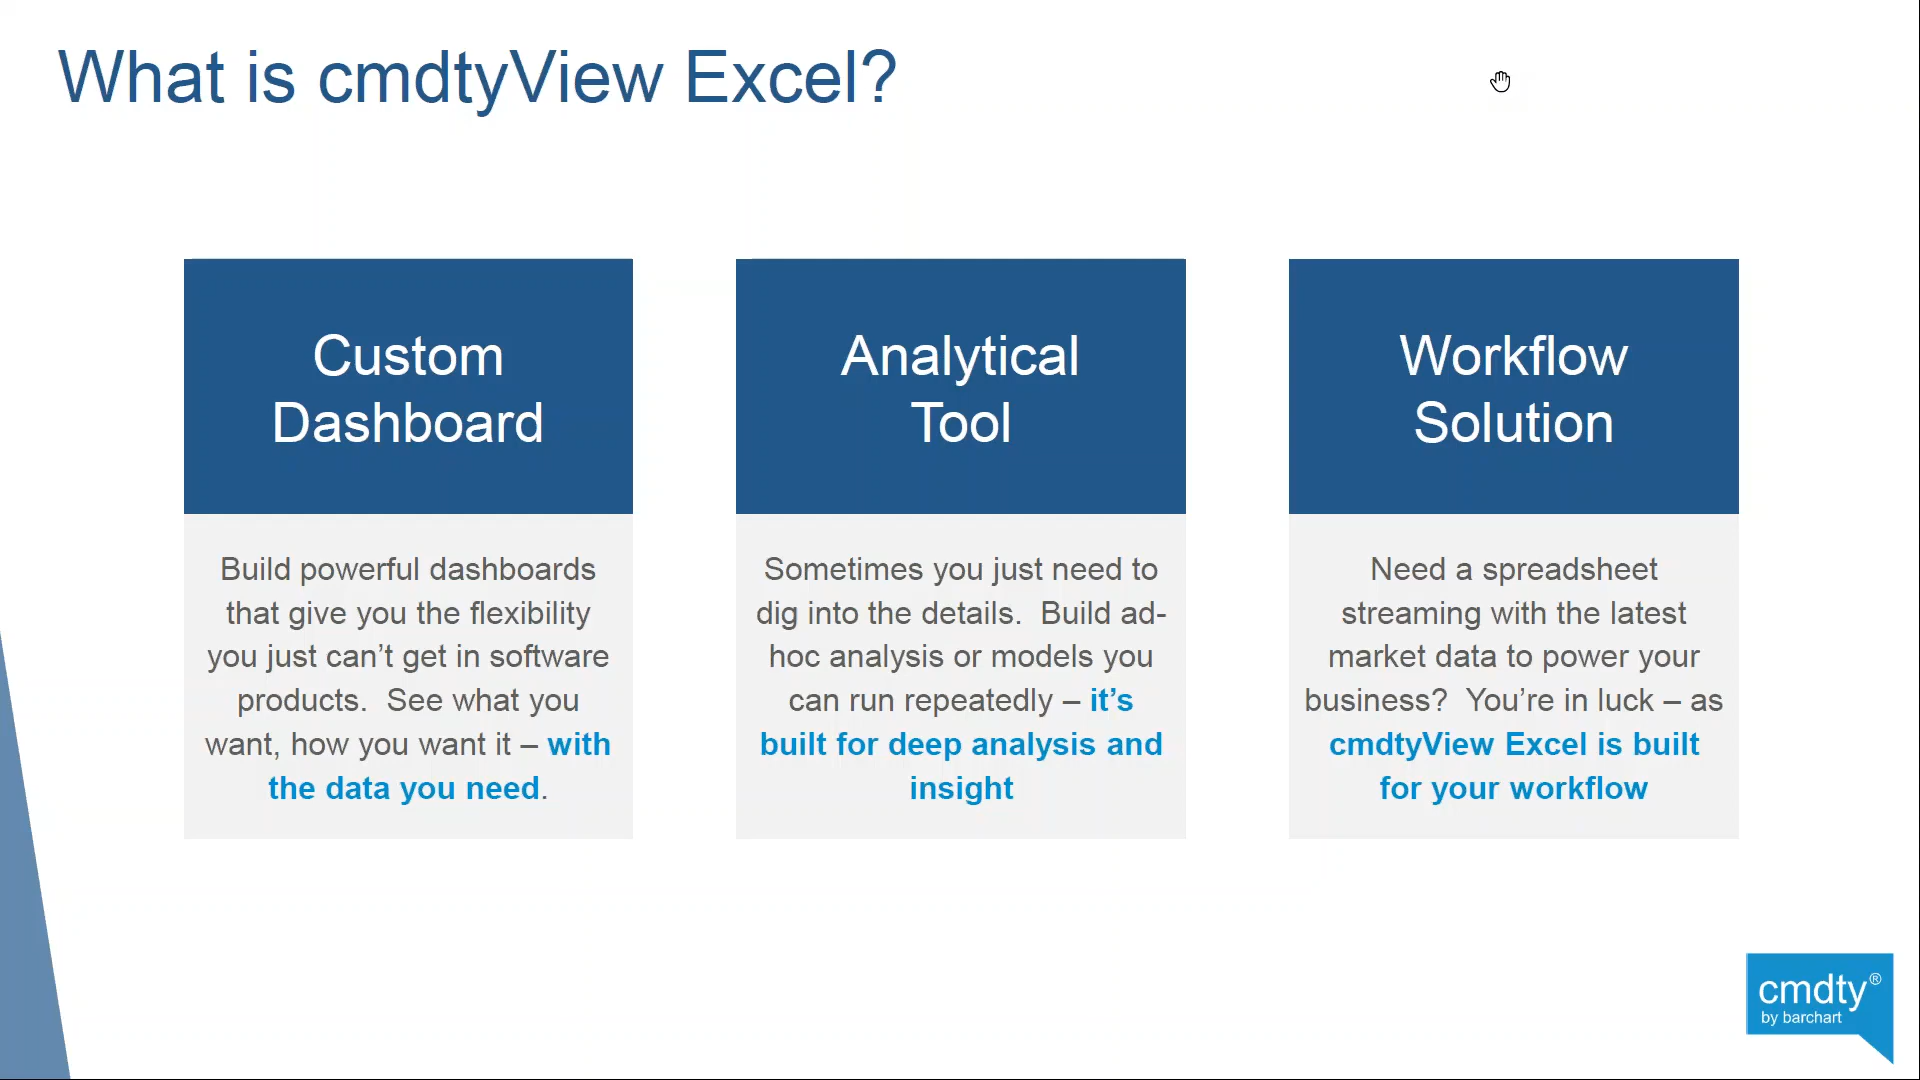 What is cmdtyView Excel?
Custom
Dashboard
Build powerful dashboards
that give you the flexibility
you just can’t get in software
products.  See what you
want, how you want it – with
the data you need.
Analytical
Tool
Sometimes you just need to
dig into the details.  Build ad-
hoc analysis or models you
can run repeatedly – it’s
built for deep analysis and
insight
Workflow
Solution
Need a spreadsheet
streaming with the latest
market data to power your
business?  You’re in luck – as
cmdtyView Excel is built
for your workflow
cmdty®
by barchart